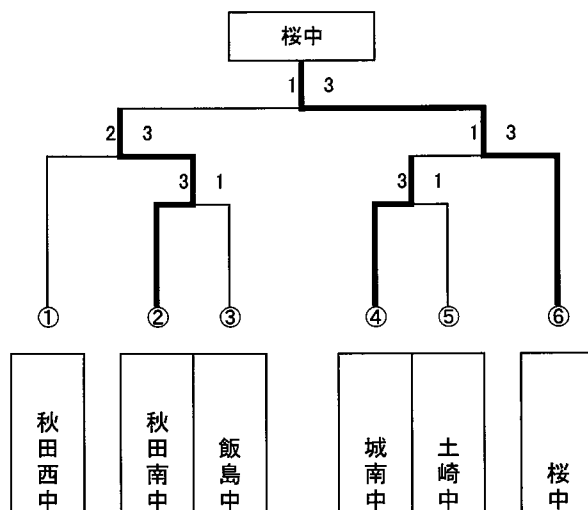 桜中
1 3
2 3
1 3
3 1
3 1
① ② ③ ④ ⑤ ⑥
秋田西中
秋田南中
飯島中
城南中
土崎中
桜中